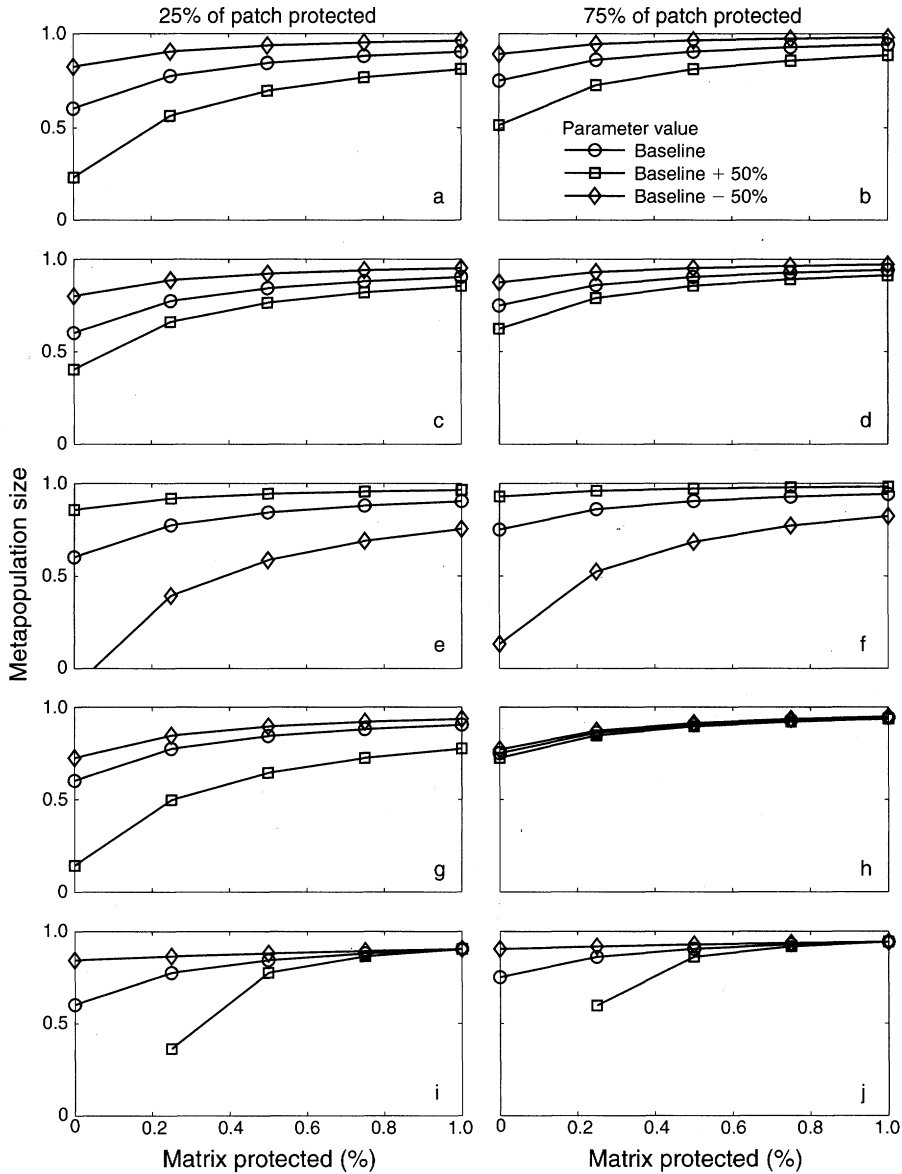 25% of patch protected
75% of patch protected
1.0
0.5
0
a
Parameter value
Baseline
Baseline + 50%
Baseline − 50%
b
1.0
0.5
0
c
d
Metapopulation size
1.0
0.5
0
e
f
1.0
0.5
0
g
h
1.0
0.5
0
i
j
0 0.2 0.4 0.6 0.8 1.0
0 0.2 0.4 0.6 0.8 1.0
Matrix protected (%)
Matrix protected (%)